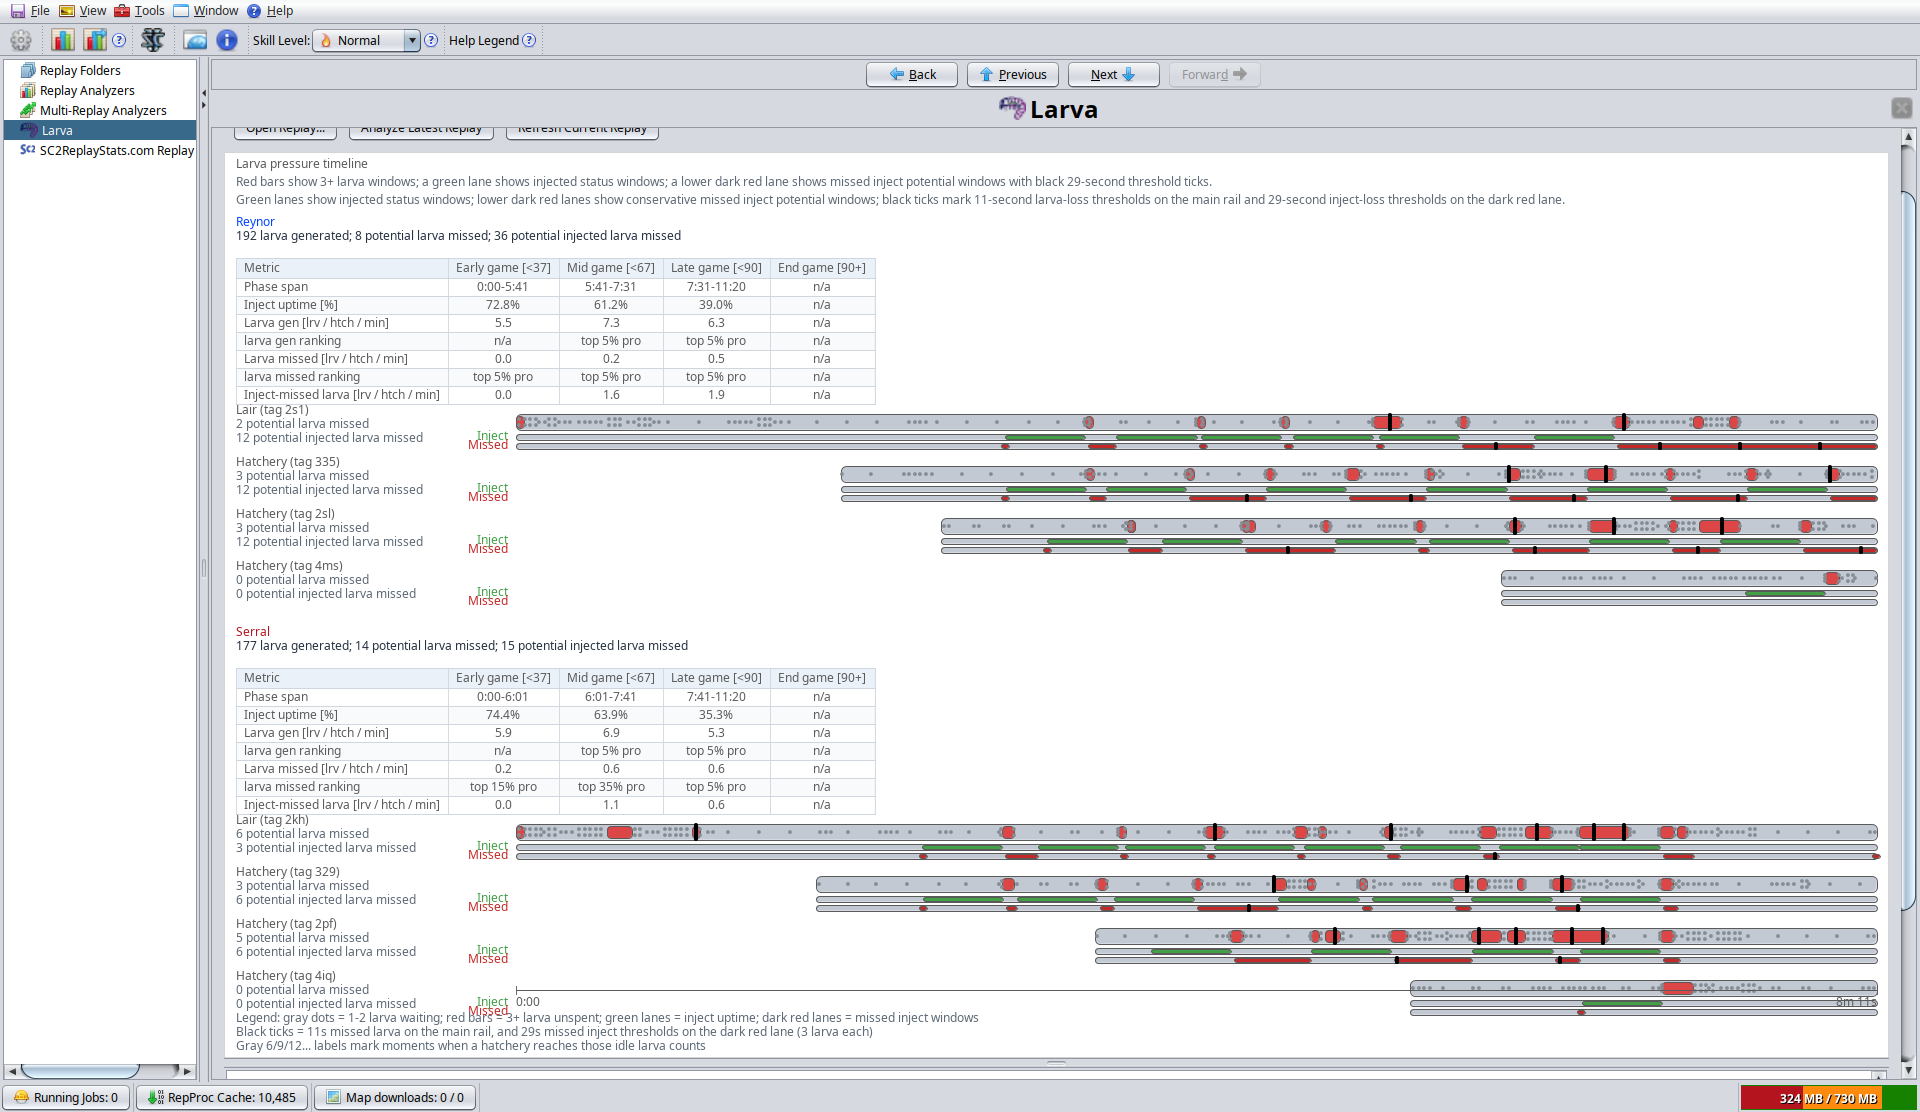 File View Tools Window Help
Skill Level: Normal Help Legend
Replay Folders
Replay Analyzers
Multi-Replay Analyzers
Larva
SC2ReplayStats.com Replay
Back Previous Next Forward
Larva
Open Replay... Analyze Latest Replay Refresh Current Replay
Larva pressure timeline
Red bars show 3+ larva windows; a green lane shows injected status windows; a lower dark red lane shows missed inject potential windows with black 29-second threshold ticks.
Green lanes show injected status windows; lower dark red lanes show conservative missed inject potential windows; black ticks mark 11-second larva-loss thresholds on the main rail and 29-second inject-loss thresholds on the dark red lane.
Reynor
192 larva generated; 8 potential larva missed; 36 potential injected larva missed
Metric Early game [<37] Mid game [<67] Late game [<90] End game [90+]
Phase span 0:00-5:41 5:41-7:31 7:31-11:20 n/a
Inject uptime [%] 72.8% 61.2% 39.0% n/a
Larva gen [lrv / htch / min] 5.5 7.3 6.3 n/a
larva gen ranking n/a top 5% pro top 5% pro n/a
Larva missed [lrv / htch / min] 0.0 0.2 0.5 n/a
larva missed ranking top 5% pro top 5% pro top 5% pro n/a
Inject-missed larva [lrv / htch / min] 0.0 1.6 1.9 n/a
Lair (tag 2s1)
2 potential larva missed
12 potential injected larva missed Inject
Missed
Hatchery (tag 335)
3 potential larva missed
12 potential injected larva missed Inject
Missed
Hatchery (tag 2sl)
3 potential larva missed
12 potential injected larva missed Inject
Missed
Hatchery (tag 4ms)
0 potential larva missed
0 potential injected larva missed Inject
Missed
Serral
177 larva generated; 14 potential larva missed; 15 potential injected larva missed
Metric Early game [<37] Mid game [<67] Late game [<90] End game [90+]
Phase span 0:00-6:01 6:01-7:41 7:41-11:20 n/a
Inject uptime [%] 74.4% 63.9% 35.3% n/a
Larva gen [lrv / htch / min] 5.9 6.9 5.3 n/a
larva gen ranking n/a top 5% pro top 5% pro n/a
Larva missed [lrv / htch / min] 0.2 0.6 0.6 n/a
larva missed ranking top 15% pro top 35% pro top 5% pro n/a
Inject-missed larva [lrv / htch / min] 0.0 1.1 0.6 n/a
Lair (tag 2kh)
6 potential larva missed
3 potential injected larva missed Inject
Missed
Hatchery (tag 329)
3 potential larva missed
6 potential injected larva missed Inject
Missed
Hatchery (tag 2pf)
5 potential larva missed
6 potential injected larva missed Inject
Missed
Hatchery (tag 4iq)
0 potential larva missed
0 potential injected larva missed Inject 0:00 8m 11s
Missed
Legend: gray dots = 1-2 larva waiting; red bars = 3+ larva unspent; green lanes = inject uptime; dark red lanes = missed inject windows
Black ticks = 11s missed larva on the main rail, and 29s missed inject thresholds on the dark red lane (3 larva each)
Gray 6/9/12... labels mark moments when a hatchery reaches those idle larva counts
Running Jobs: 0 RepProc Cache: 10,485 Map downloads: 0 / 0 324 MB / 730 MB